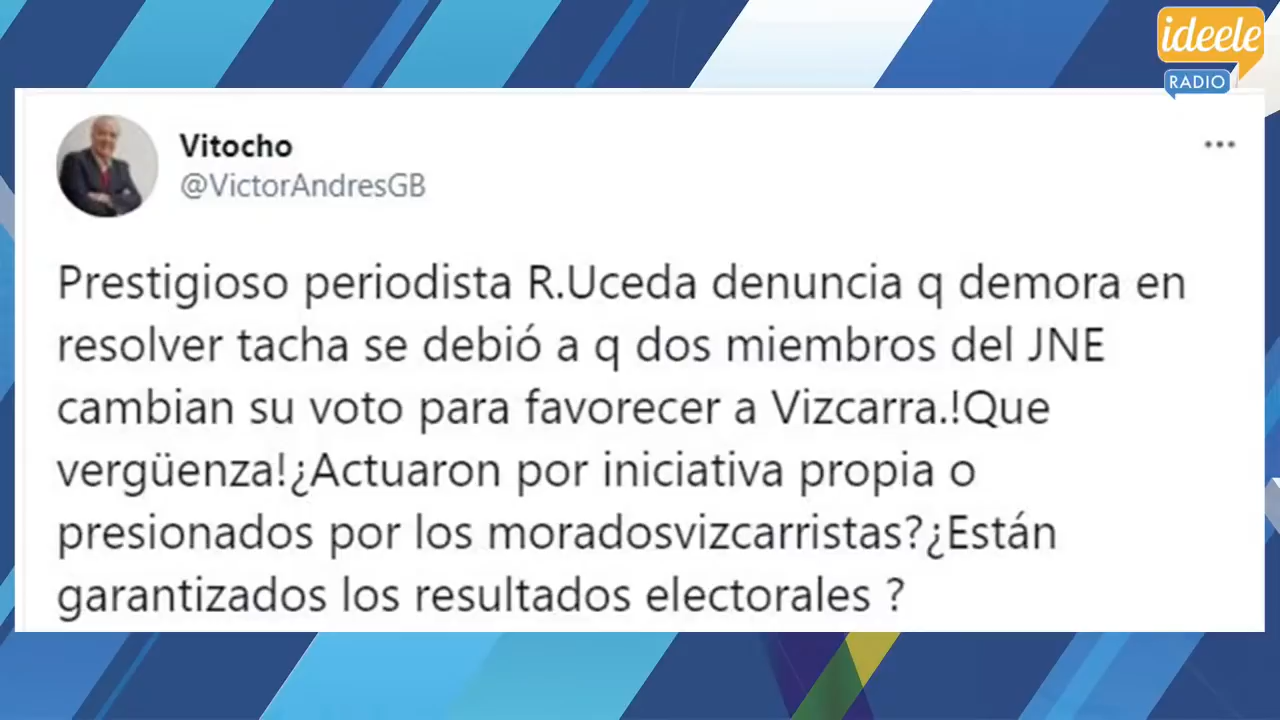 ideele
RADIO
Vitocho
@VictorAndresGB
Prestigioso periodista R.Uceda denuncia q demora en
resolver tacha se debió a q dos miembros del JNE
cambian su voto para favorecer a Vizcarra.!Que
vergüenza!¿Actuaron por iniciativa propia o
presionados por los moradosvizcarristas?¿Están
garantizados los resultados electorales ?